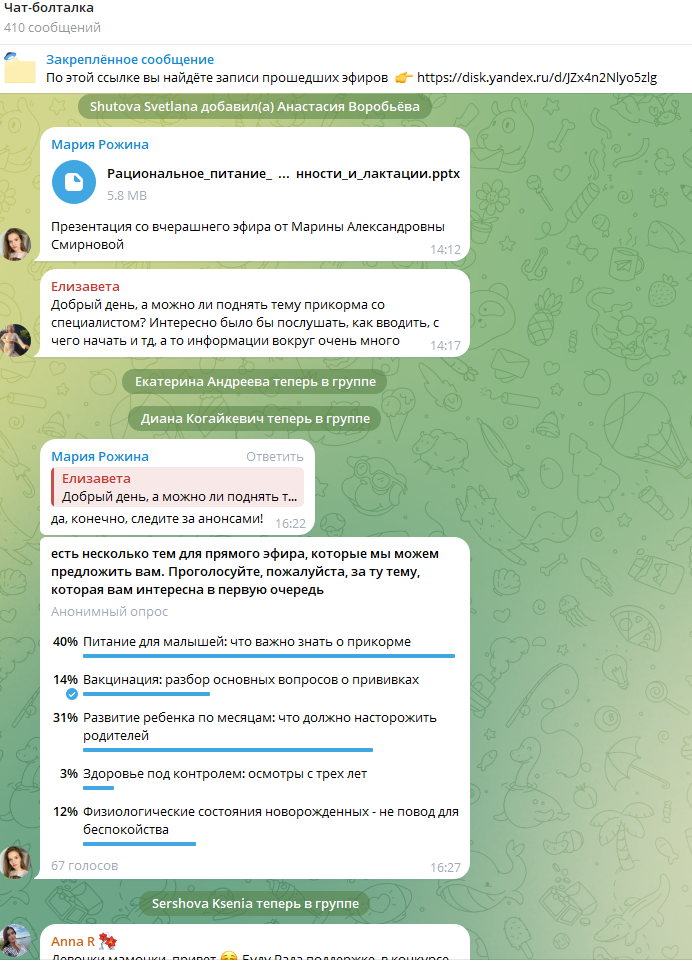 Чат-болталка
410 сообщений
Закреплённое сообщение
По этой ссылке вы найдёте записи прошедших эфиров 👉 https://disk.yandex.ru/d/JZx4n2Nlyo5zlg
Shutova Svetlana добавил(а) Анастасия Воробьёва
Мария Рожина
Рациональное_питание_ ... нности_и_лактации.pptx
5.8 MB
Презентация со вчерашнего эфира от Марины Александровны
Смирновой
14:12
Елизавета
Добрый день, а можно ли поднять тему прикорма со
специалистом? Интересно было бы послушать, как вводить, с
чего начать и тд, а то информации вокруг очень много
14:17
Екатерина Андреева теперь в группе
Диана Когайкевич теперь в группе
Мария Рожина Ответить
Елизавета
Добрый день, а можно ли поднять т...
да, конечно, следите за анонсами!
16:22
есть несколько тем для прямого эфира, которые мы можем
предложить вам. Проголосуйте, пожалуйста, за ту тему,
которая вам интересна в первую очередь
Анонимный опрос
40% Питание для малышей: что важно знать о прикорме
14% Вакцинация: разбор основных вопросов о прививках
31% Развитие ребенка по месяцам: что должно насторожить
родителей
3% Здоровье под контролем: осмотры с трех лет
12% Физиологические состояния новорожденных - не повод для
беспокойства
67 голосов
16:27
Sershova Ksenia теперь в группе
Anna R
Девочки мамочки, привет 😄 Буду Рада поддержке, в конкурсе